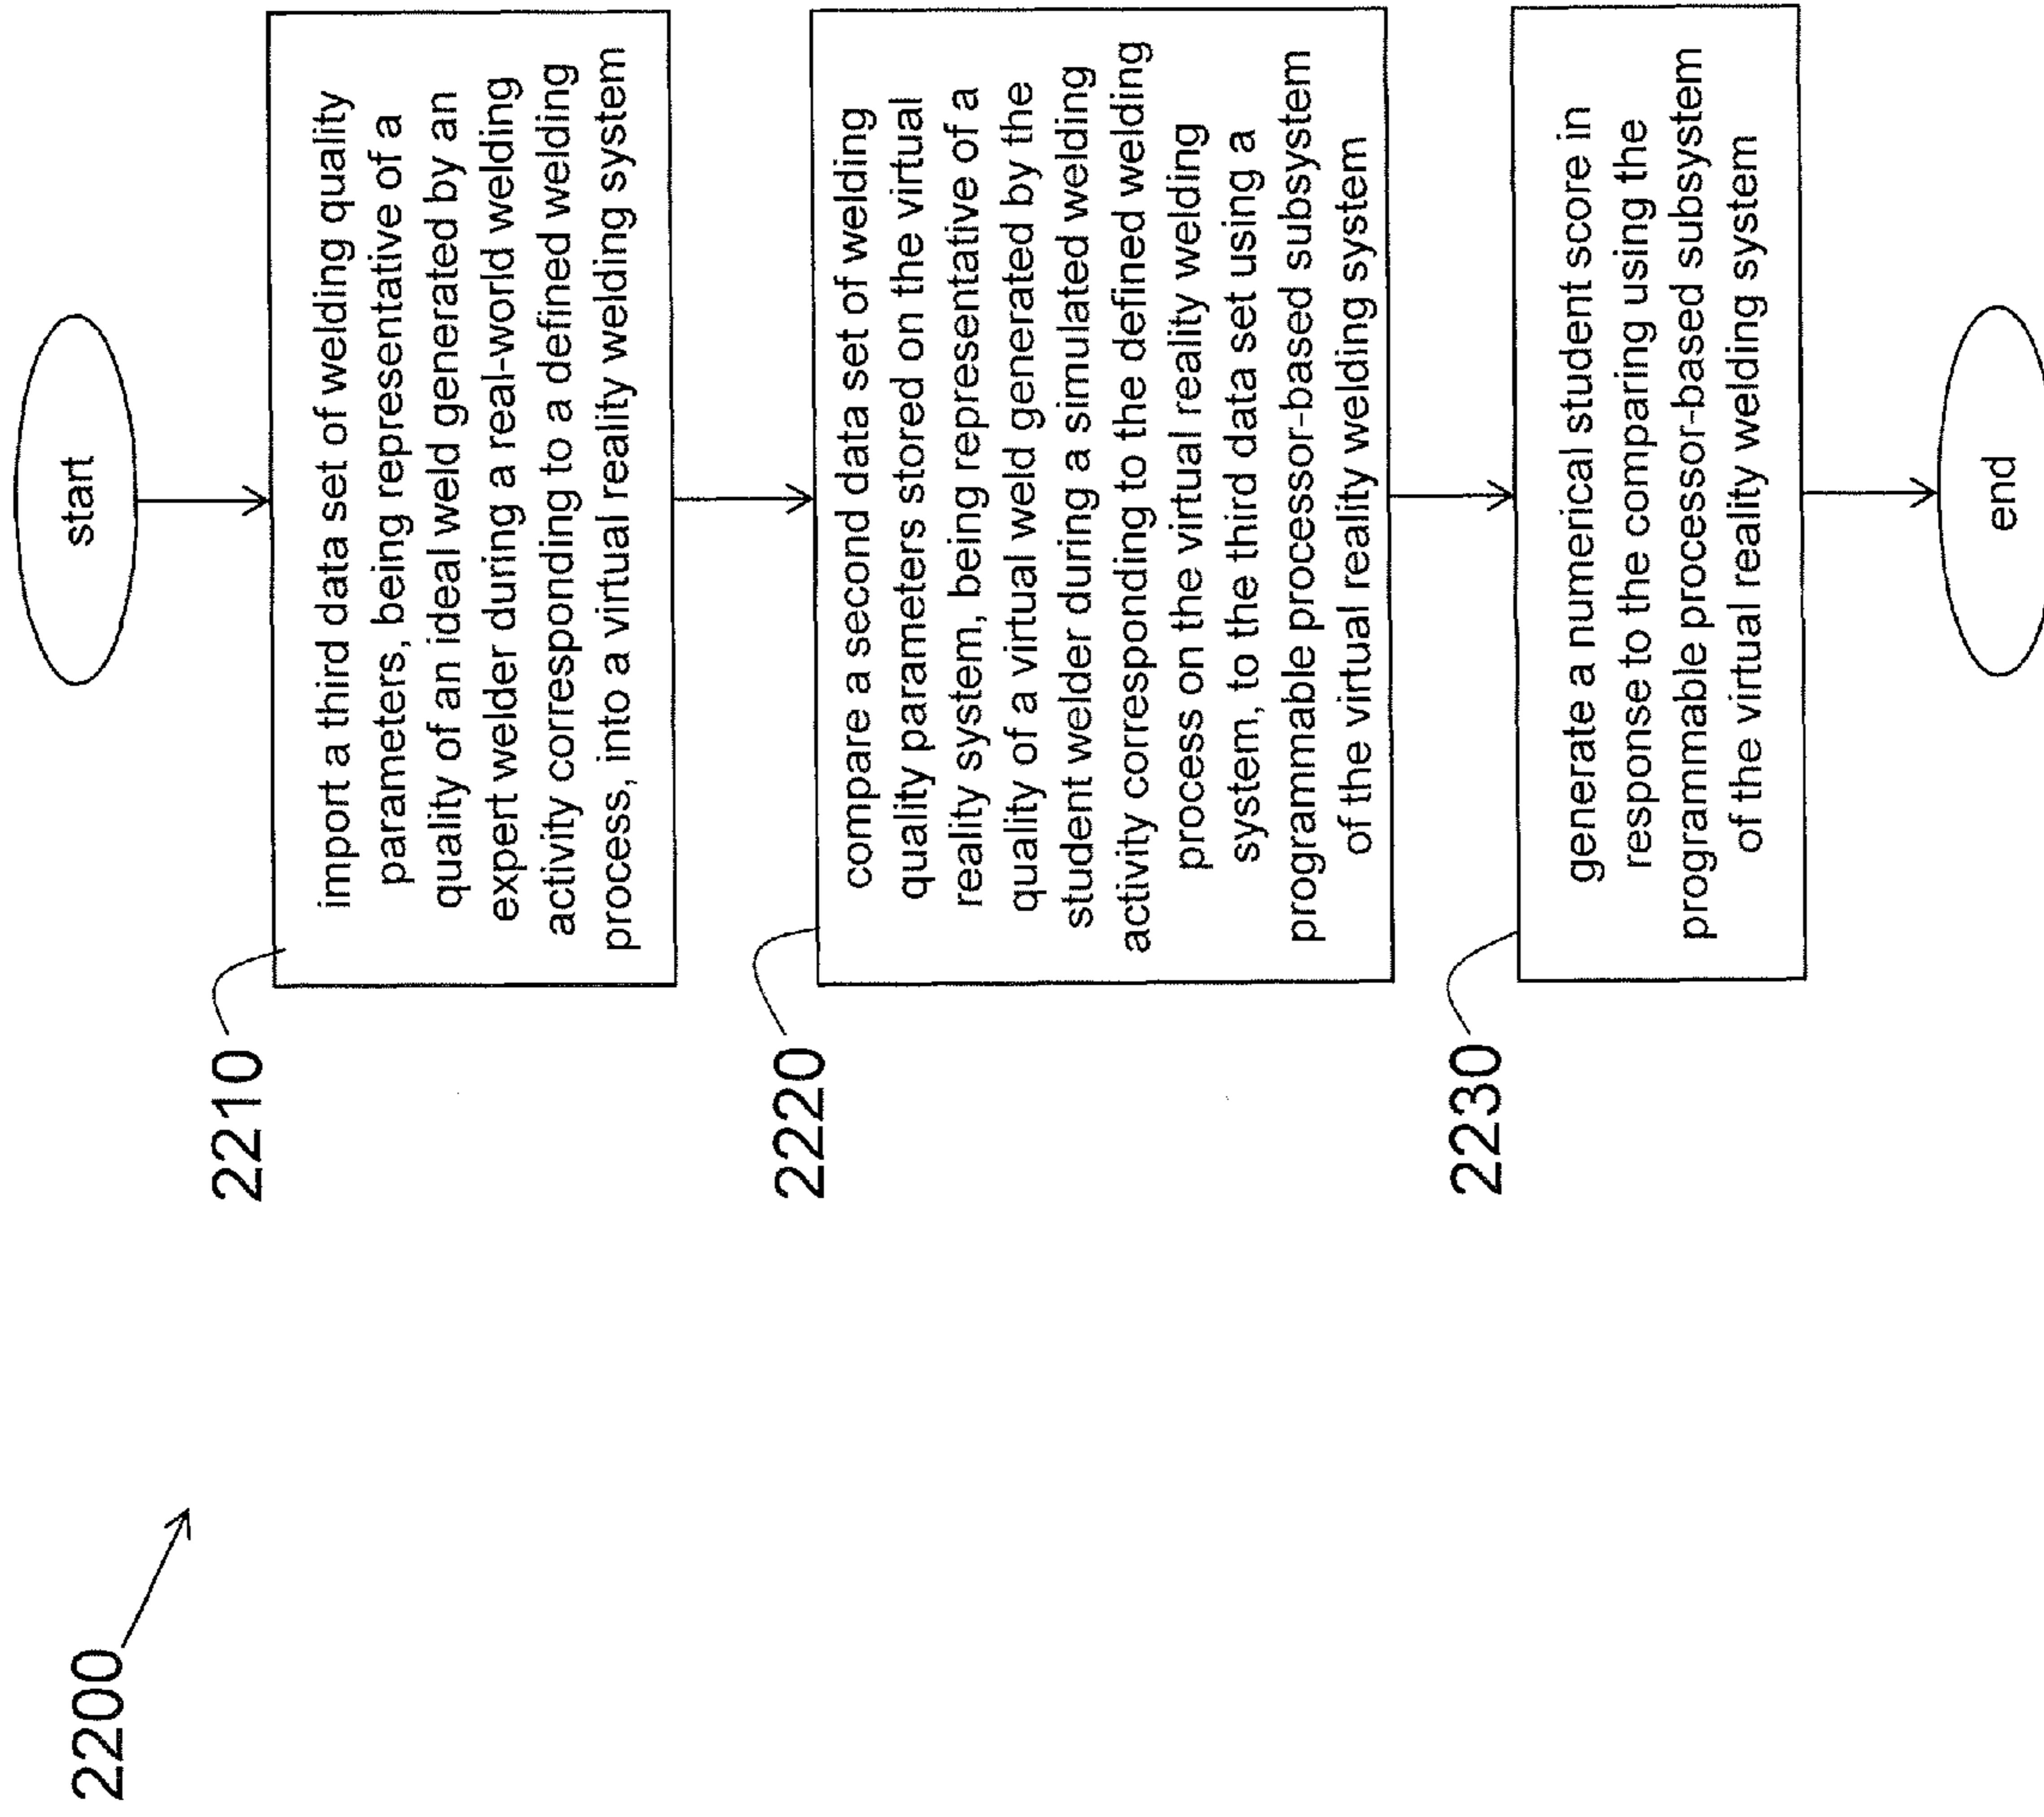 2200
start
2210
import a third data set of welding quality
parameters, being representative of a
quality of an ideal weld generated by an
expert welder during a real-world welding
activity corresponding to a defined welding
process, into a virtual reality welding system
2220
compare a second data set of welding
quality parameters stored on the virtual
reality system, being representative of a
quality of a virtual weld generated by the
student welder during a simulated welding
activity corresponding to the defined welding
process on the virtual reality welding
system, to the third data set using a
programmable processor-based subsystem
of the virtual reality welding system
2230
generate a numerical student score in
response to the comparing using the
programmable processor-based subsystem
of the virtual reality welding system
end